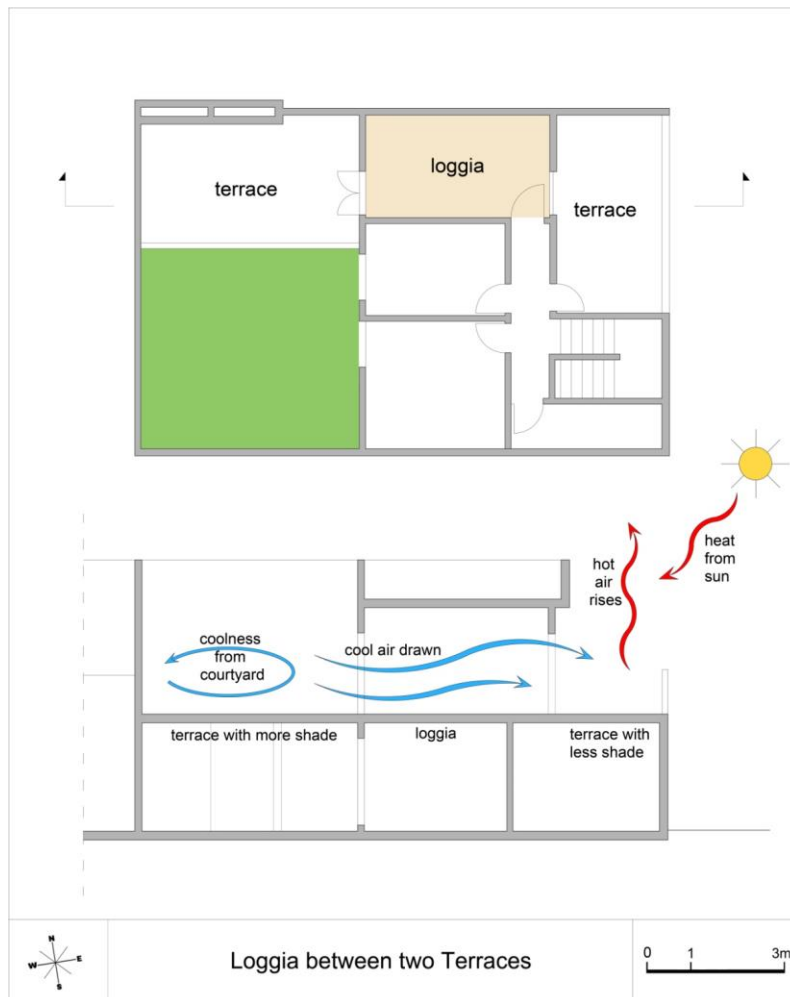 terrace
loggia
terrace
heat
from
sun
hot
air
rises
coolness
from
courtyard
cool air drawn
terrace with more shade
loggia
terrace with
less shade
N
W E
S
Loggia between two Terraces
0 1 3m